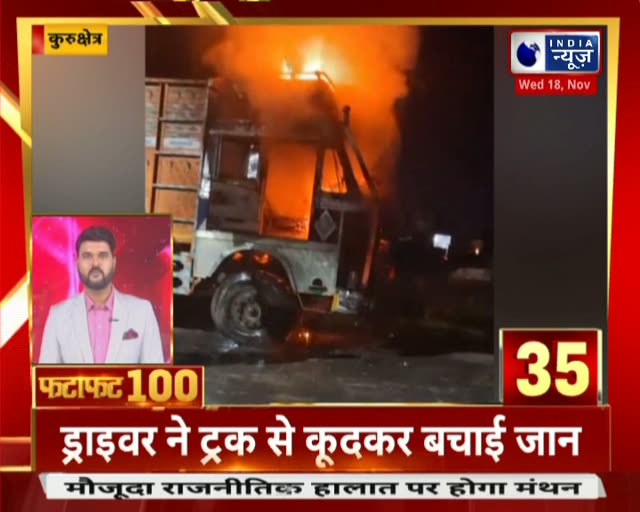 कुरुक्षेत्र
INDIA
न्यूज़
Wed 18, Nov
फटाफट 100
35
ड्राइवर ने ट्रक से कूदकर बचाई जान
मौजूदा राजनीतिक हालात पर होगा मंथन